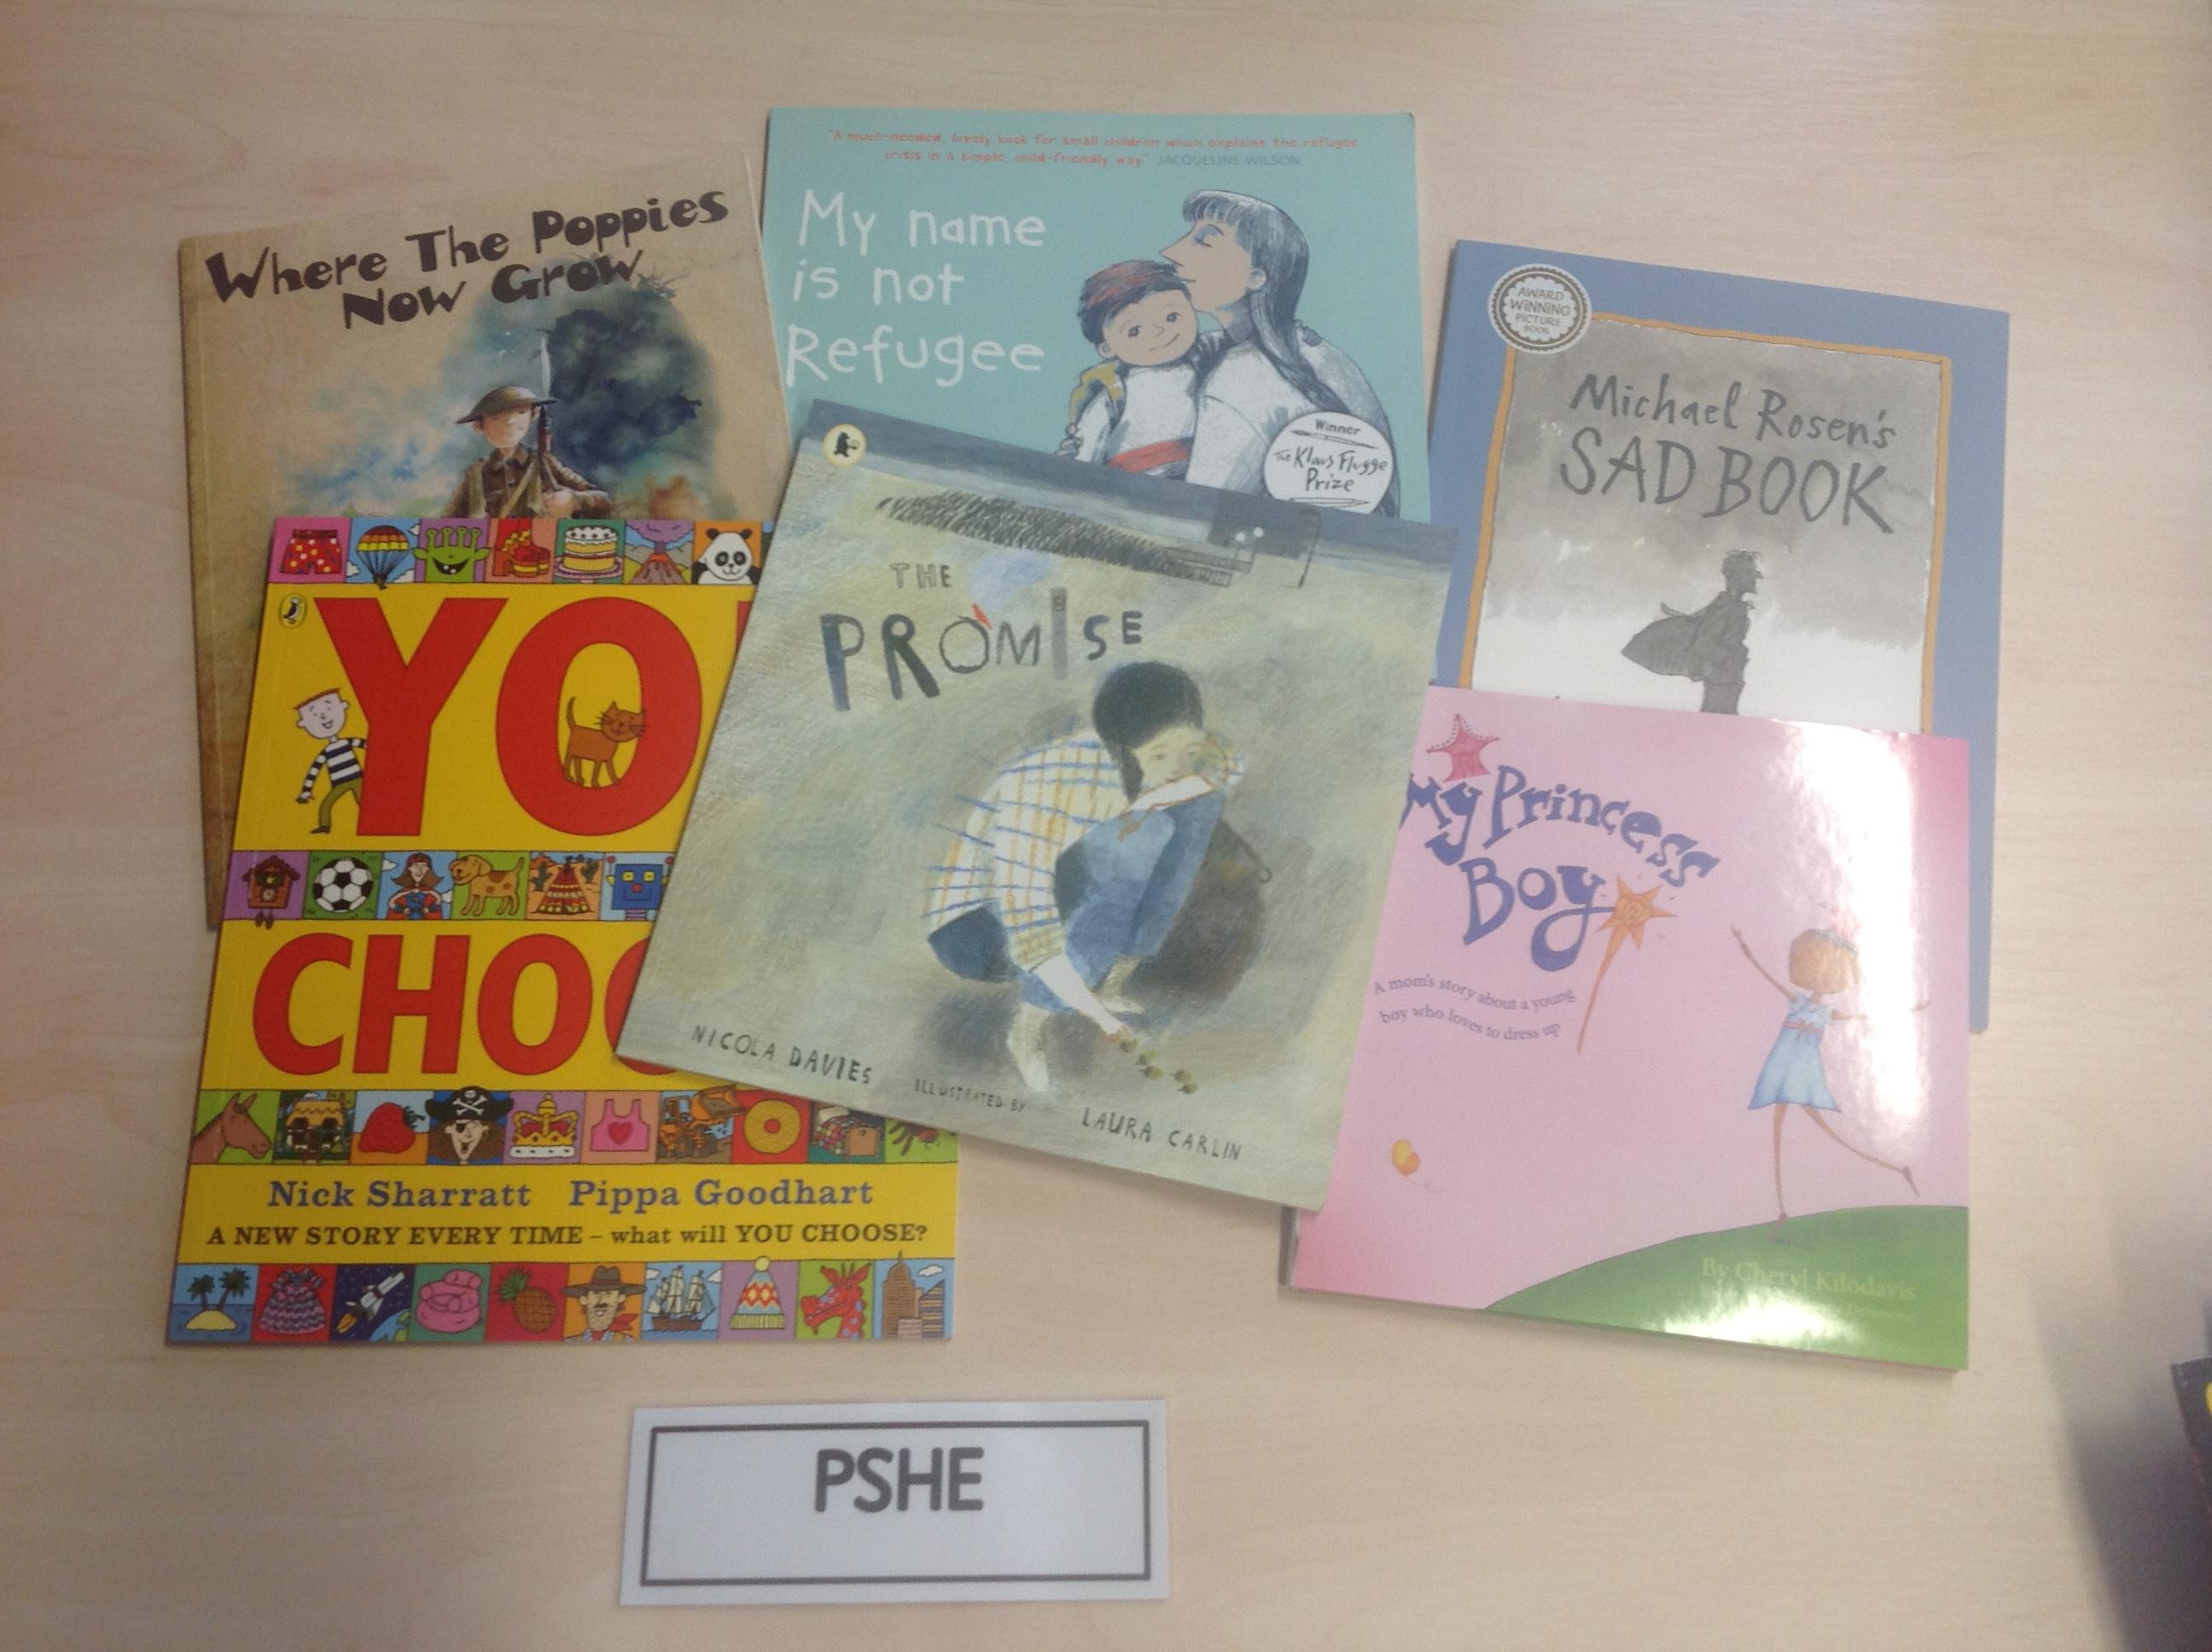 Where The Poppies
Now Grow
"A much-needed, lovely book for small children which explains the refugee
crisis in a simple, child-friendly way" JACQUELINE WILSON
My name
is not
Refugee
Winner
The Klaus Flugge
Prize
AWARD
WINNING
PICTURE
BOOK
Michael Rosen's
SAD BOOK
YO
CHOO
Nick Sharratt Pippa Goodhart
A NEW STORY EVERY TIME – what will YOU CHOOSE?
THE
PROMISE
NICOLA DAVIES ILLUSTRATED BY LAURA CARLIN
My Princess
Boy
A mom's story about a young
boy who loves to dress up
By Cheryl Kilodavis
PSHE